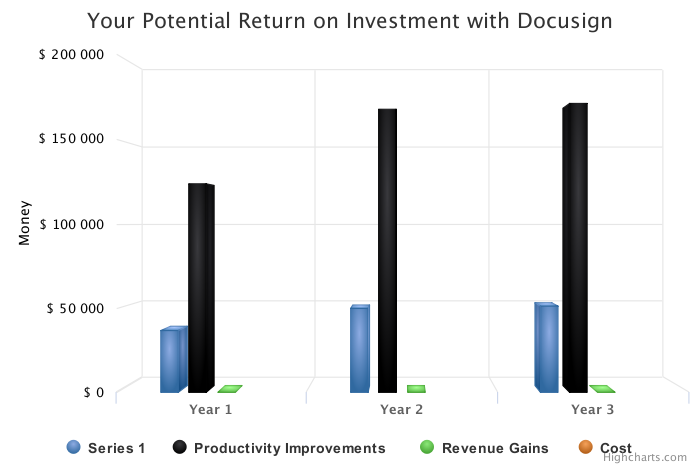 Your Potential Return on Investment with Docusign
$ 200 000
$ 150 000
$ 100 000
$ 50 000
$ 0
Money
Year 1
Year 2
Year 3
Series 1 Productivity Improvements Revenue Gains Cost
Highcharts.com